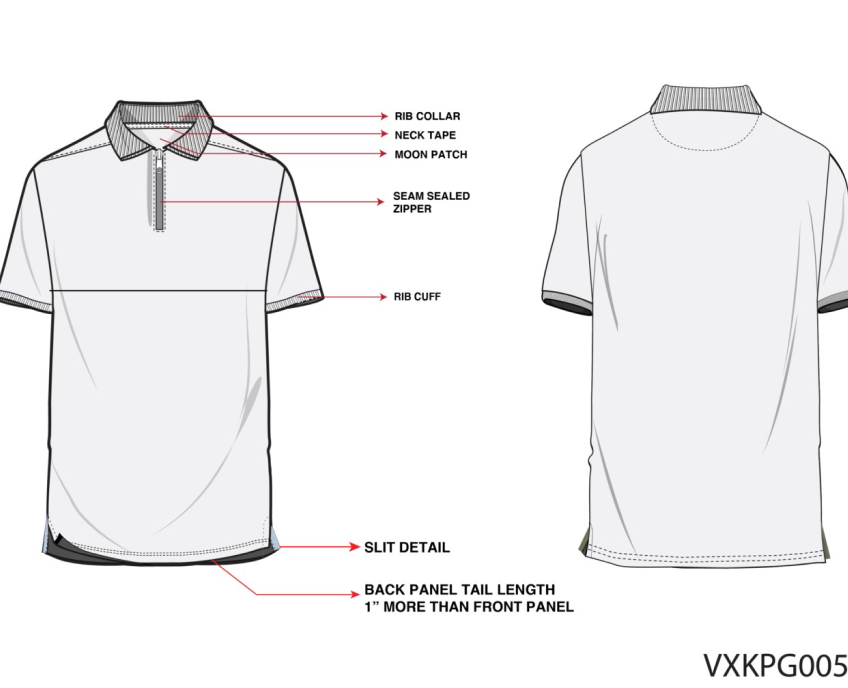 RIB COLLAR
NECK TAPE
MOON PATCH
SEAM SEALED
ZIPPER
RIB CUFF
SLIT DETAIL
BACK PANEL TAIL LENGTH
1” MORE THAN FRONT PANEL
VXKPG005